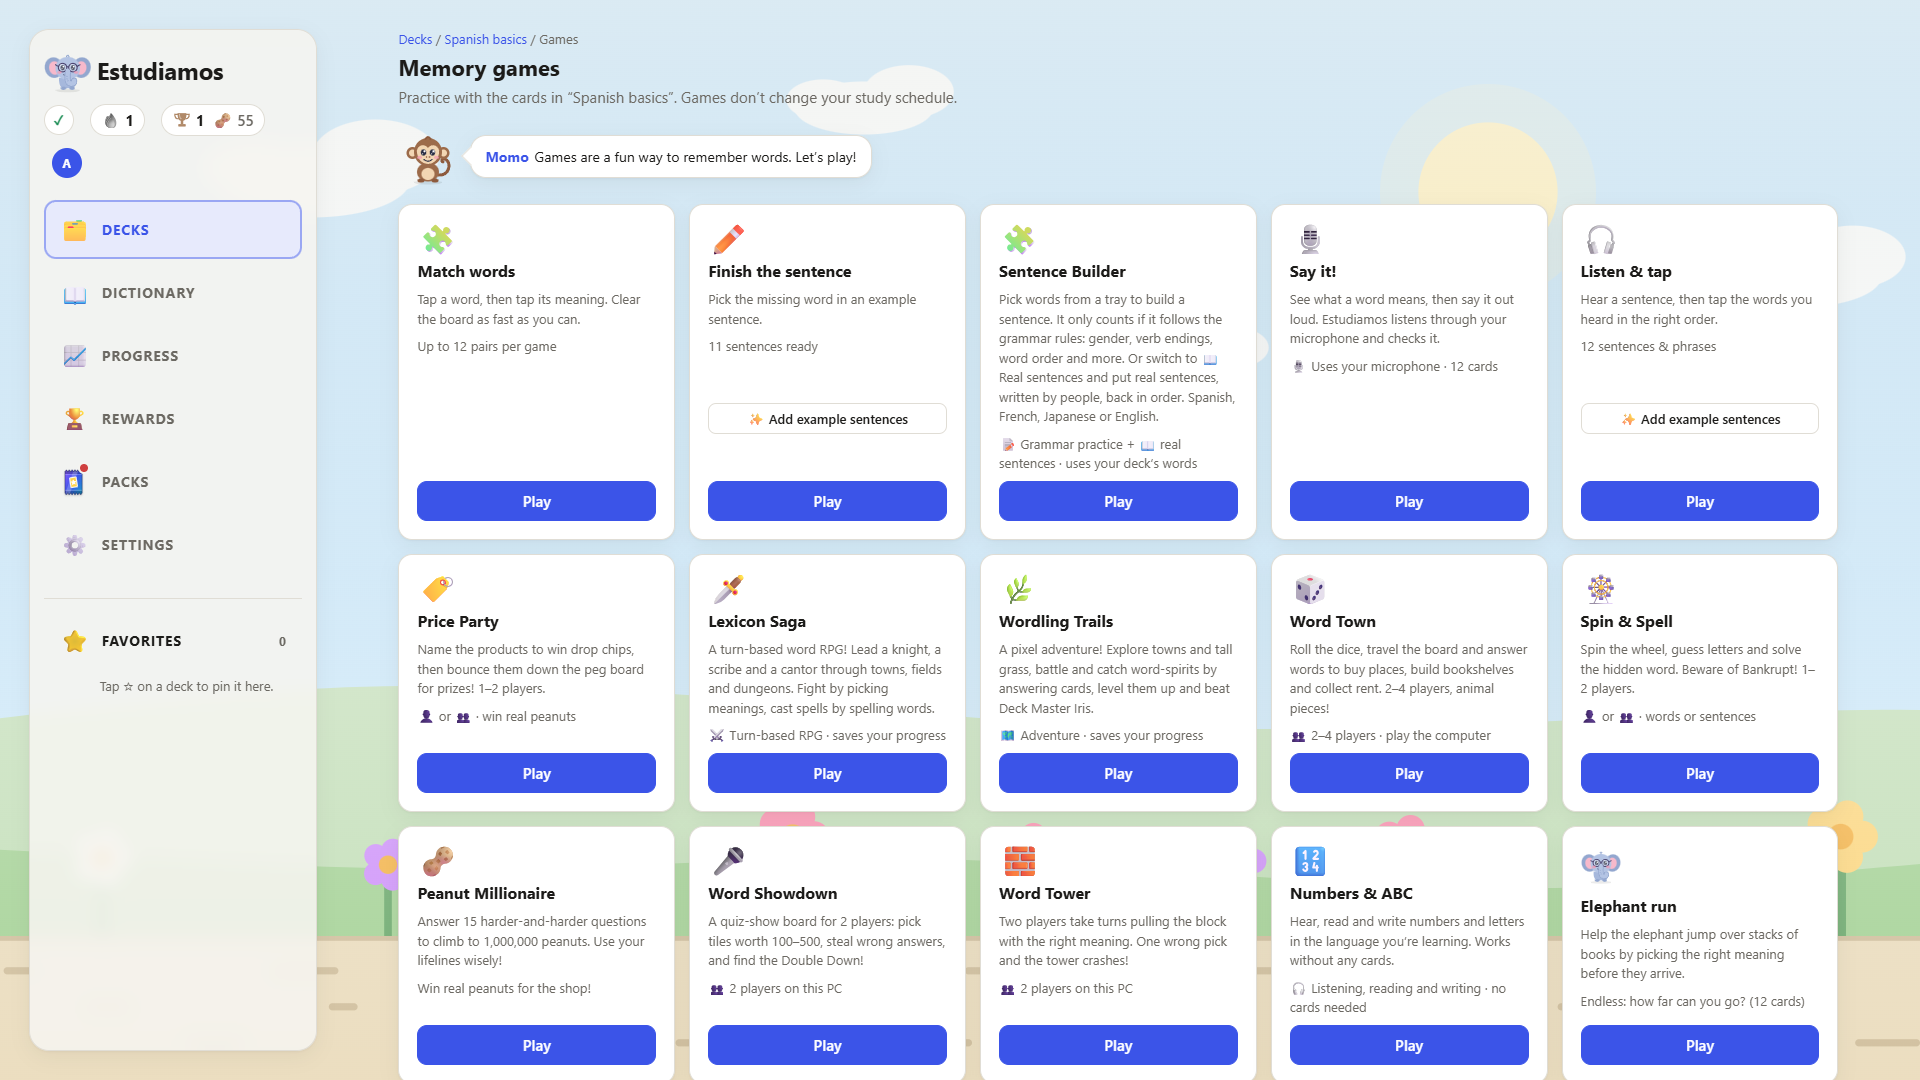 Estudiamos
✓ 1 1 55
A
DECKS
DICTIONARY
PROGRESS
REWARDS
PACKS
SETTINGS
FAVORITES 0
Tap ☆ on a deck to pin it here.
Decks / Spanish basics / Games
Memory games
Practice with the cards in “Spanish basics”. Games don’t change your study schedule.
Momo Games are a fun way to remember words. Let’s play!
Match words
Tap a word, then tap its meaning. Clear
the board as fast as you can.
Up to 12 pairs per game
Play
Finish the sentence
Pick the missing word in an example
sentence.
11 sentences ready
✨ Add example sentences
Play
Sentence Builder
Pick words from a tray to build a
sentence. It only counts if it follows the
grammar rules: gender, verb endings,
word order and more. Or switch to 📖
Real sentences and put real sentences,
written by people, back in order. Spanish,
French, Japanese or English.
📝 Grammar practice + 📖 real
sentences · uses your deck’s words
Play
Say it!
See what a word means, then say it out
loud. Estudiamos listens through your
microphone and checks it.
🎙 Uses your microphone · 12 cards
Play
Listen & tap
Hear a sentence, then tap the words you
heard in the right order.
12 sentences & phrases
✨ Add example sentences
Play
Price Party
Name the products to win drop chips,
then bounce them down the peg board
for prizes! 1–2 players.
👤 or 👥 · win real peanuts
Play
Lexicon Saga
A turn-based word RPG! Lead a knight, a
scribe and a cantor through towns, fields
and dungeons. Fight by picking
meanings, cast spells by spelling words.
⚔ Turn-based RPG · saves your progress
Play
Wordling Trails
A pixel adventure! Explore towns and tall
grass, battle and catch word-spirits by
answering cards, level them up and beat
Deck Master Iris.
🗺 Adventure · saves your progress
Play
Word Town
Roll the dice, travel the board and answer
words to buy places, build bookshelves
and collect rent. 2–4 players, animal
pieces!
👥 2–4 players · play the computer
Play
Spin & Spell
Spin the wheel, guess letters and solve
the hidden word. Beware of Bankrupt! 1–
2 players.
👤 or 👥 · words or sentences
Play
Peanut Millionaire
Answer 15 harder-and-harder questions
to climb to 1,000,000 peanuts. Use your
lifelines wisely!
Win real peanuts for the shop!
Play
Word Showdown
A quiz-show board for 2 players: pick
tiles worth 100–500, steal wrong answers,
and find the Double Down!
👥 2 players on this PC
Play
Word Tower
Two players take turns pulling the block
with the right meaning. One wrong pick
and the tower crashes!
👥 2 players on this PC
Play
1 2
3 4
Numbers & ABC
Hear, read and write numbers and letters
in the language you’re learning. Works
without any cards.
🎧 Listening, reading and writing · no
cards needed
Play
Elephant run
Help the elephant jump over stacks of
books by picking the right meaning
before they arrive.
Endless: how far can you go? (12 cards)
Play